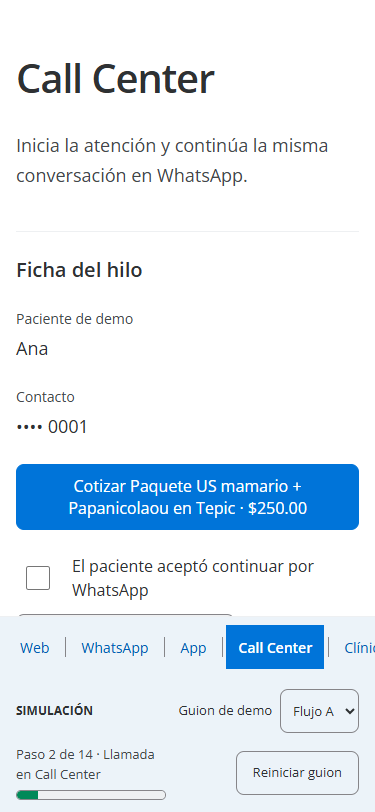 Call Center
Inicia la atención y continúa la misma
conversación en WhatsApp.
Ficha del hilo
Paciente de demo
Ana
Contacto
•••• 0001
Cotizar Paquete US mamario +
Papanicolaou en Tepic · $250.00
El paciente aceptó continuar por
WhatsApp
Web WhatsApp App Call Center Clíni
SIMULACIÓN Guion de demo Flujo A
Paso 2 de 14 · Llamada
en Call Center
Reiniciar guion